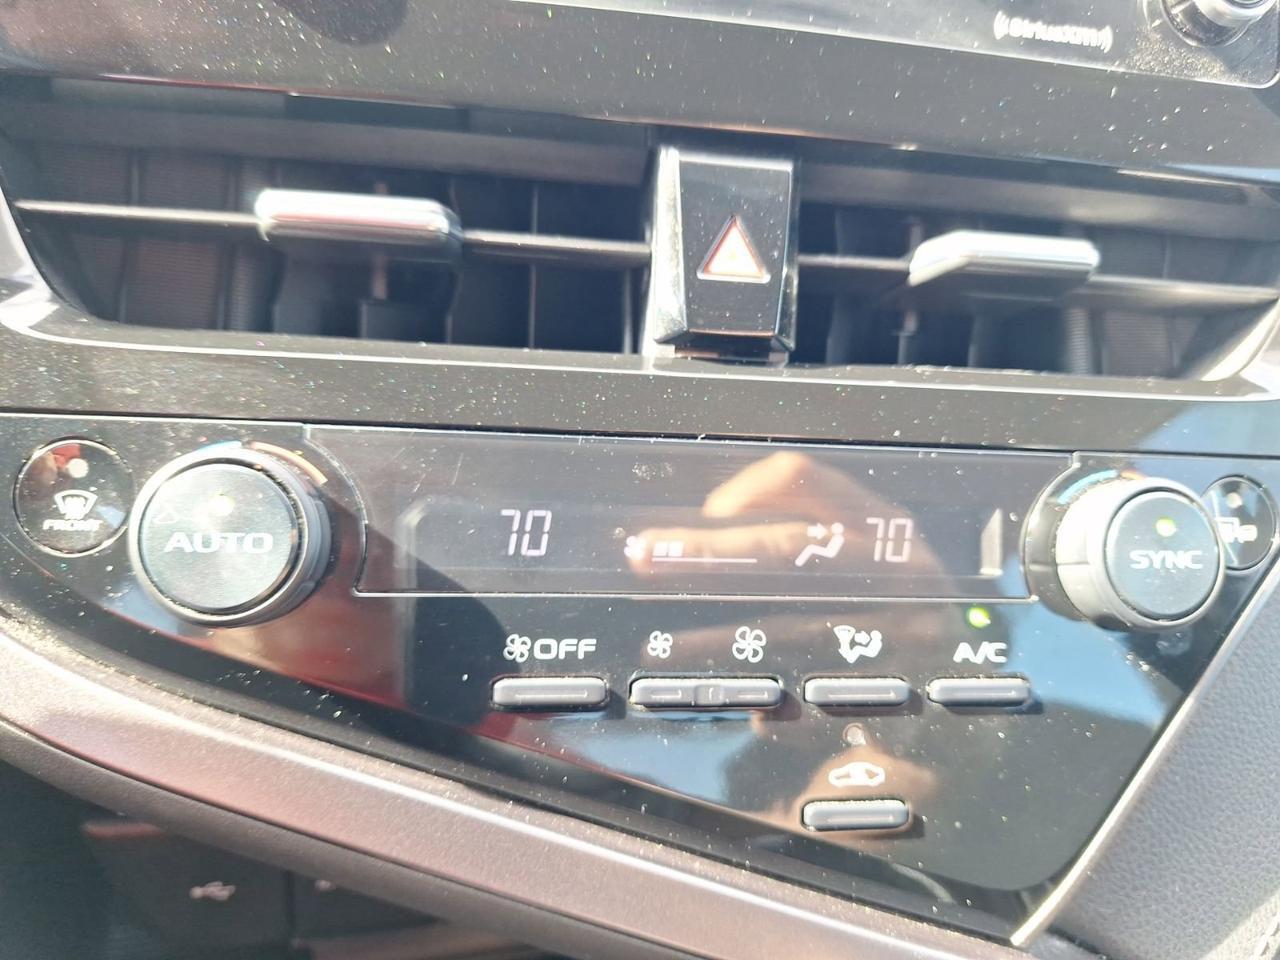 SiriusXM
FRONT
AUTO
70
70
SYNC
OFF
A/C